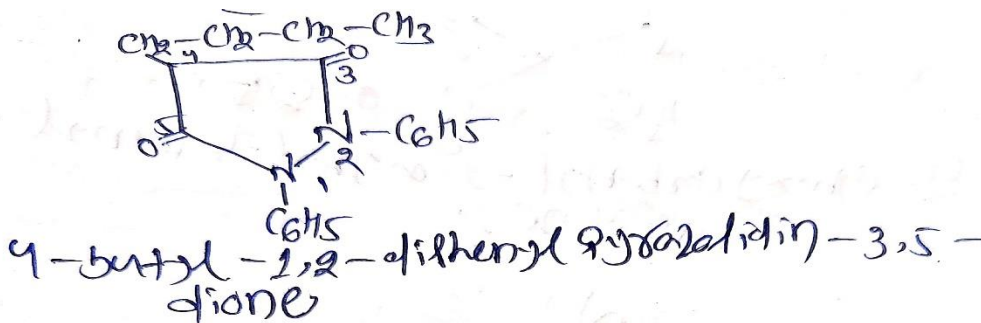 CH2-CH2-CH2-CH3
4
O
3
5
O
N-C6H5
2
N
1
C6H5
4-butyl-1,2-diphenyl pyrazolidin-3,5-
dione